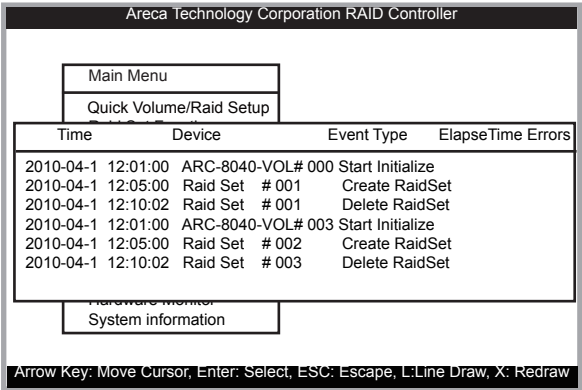 Areca Technology Corporation RAID Controller
Main Menu
Quick Volume/Raid Setup
Time Device Event Type ElapseTime Errors
2010-04-1 12:01:00 ARC-8040-VOL# 000 Start Initialize
2010-04-1 12:05:00 Raid Set # 001 Create RaidSet
2010-04-1 12:10:02 Raid Set # 001 Delete RaidSet
2010-04-1 12:01:00 ARC-8040-VOL# 003 Start Initialize
2010-04-1 12:05:00 Raid Set # 002 Create RaidSet
2010-04-1 12:10:02 Raid Set # 003 Delete RaidSet
Hardware Monitor
System information
Arrow Key: Move Cursor, Enter: Select, ESC: Escape, L:Line Draw, X: Redraw